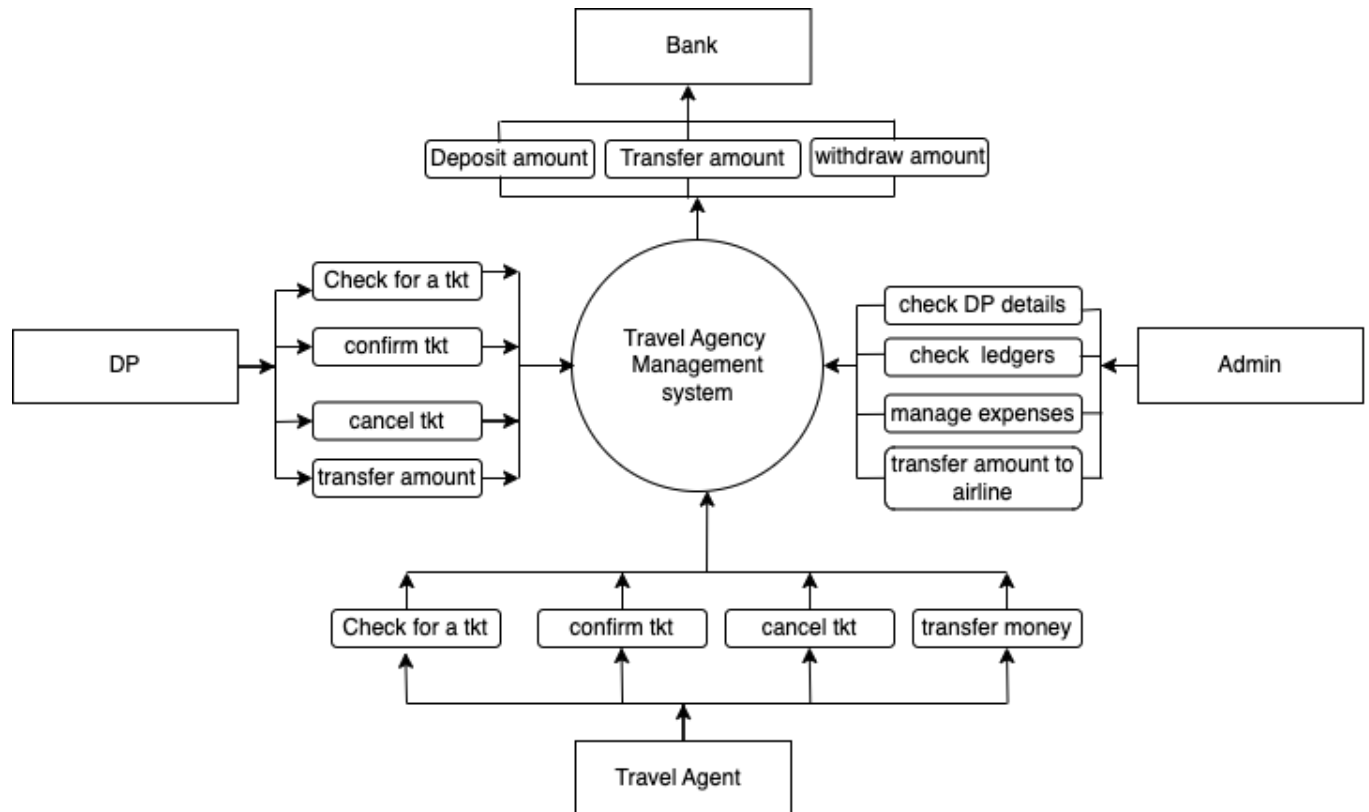 Bank
Deposit amount
Transfer amount
withdraw amount
Check for a tkt
confirm tkt
cancel tkt
transfer amount
DP
Travel Agency
Management
system
check DP details
check ledgers
manage expenses
transfer amount to
airline
Admin
Check for a tkt
confirm tkt
cancel tkt
transfer money
Travel Agent